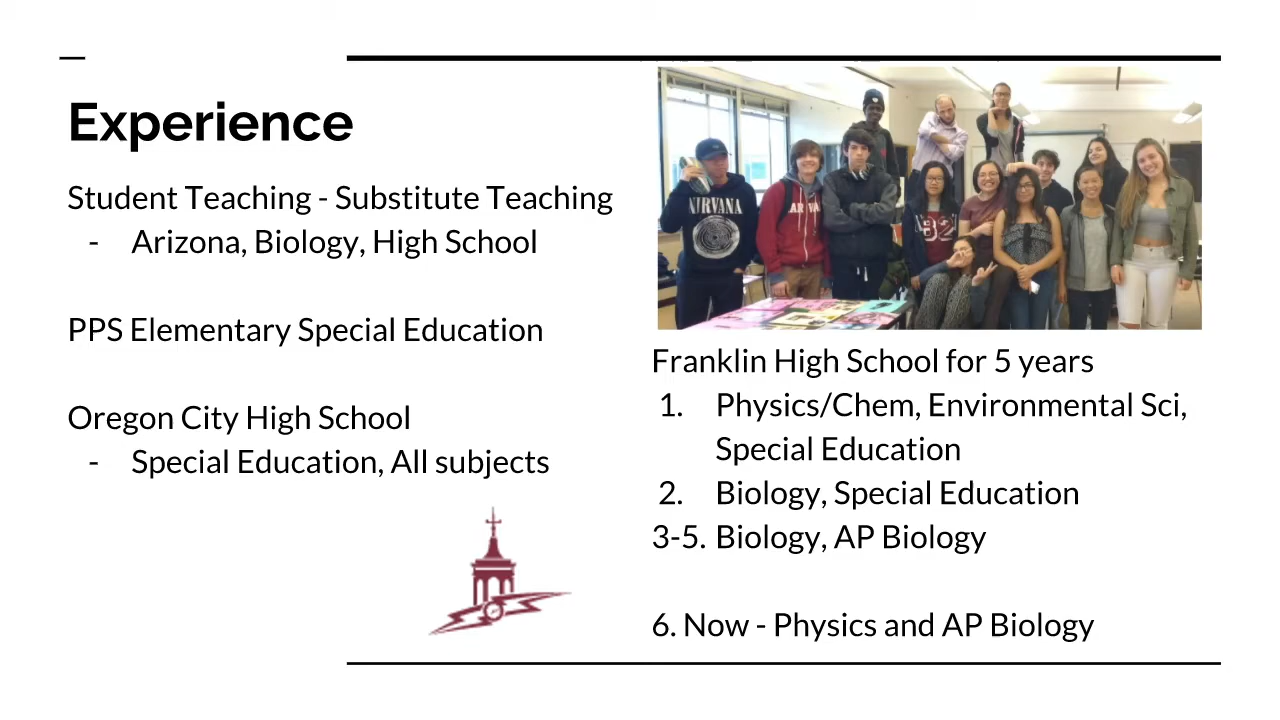 Experience
Student Teaching - Substitute Teaching
- Arizona, Biology, High School
PPS Elementary Special Education
Oregon City High School
- Special Education, All subjects
NIRVANA
Franklin High School for 5 years
1. Physics/Chem, Environmental Sci,
Special Education
2. Biology, Special Education
3-5. Biology, AP Biology
6. Now - Physics and AP Biology